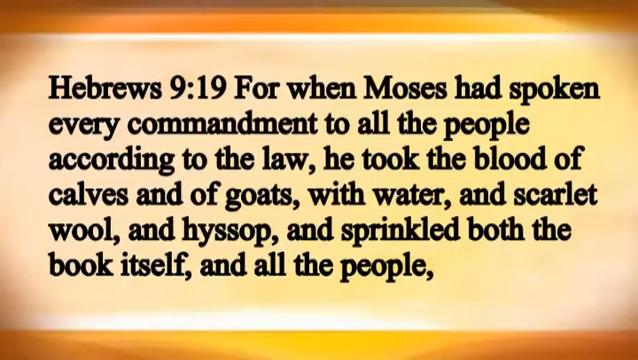 Hebrews 9:19 For when Moses had spoken
every commandment to all the people
according to the law, he took the blood of
calves and of goats, with water, and scarlet
wool, and hyssop, and sprinkled both the
book itself, and all the people,